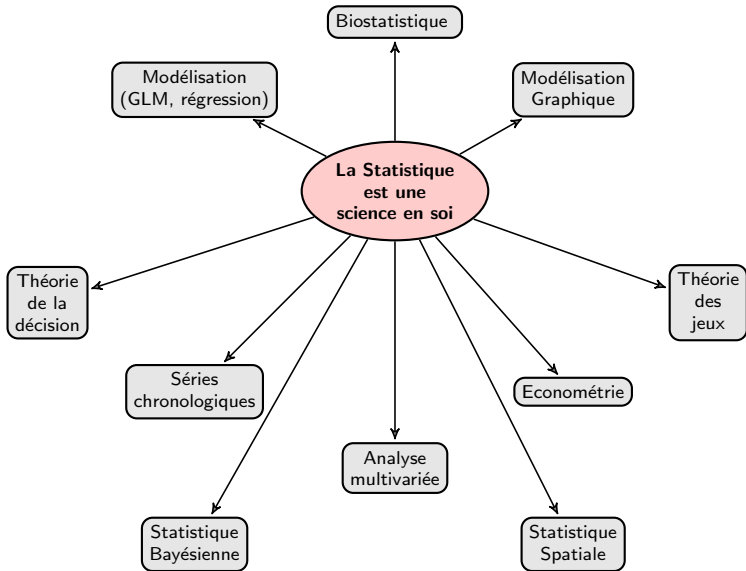 Biostatistique
Modélisation
(GLM, régression)
Modélisation
Graphique
La Statistique
est une
science en soi
Théorie
de la
décision
Théorie
des
jeux
Séries
chronologiques
Econométrie
Analyse
multivariée
Statistique
Bayésienne
Statistique
Spatiale